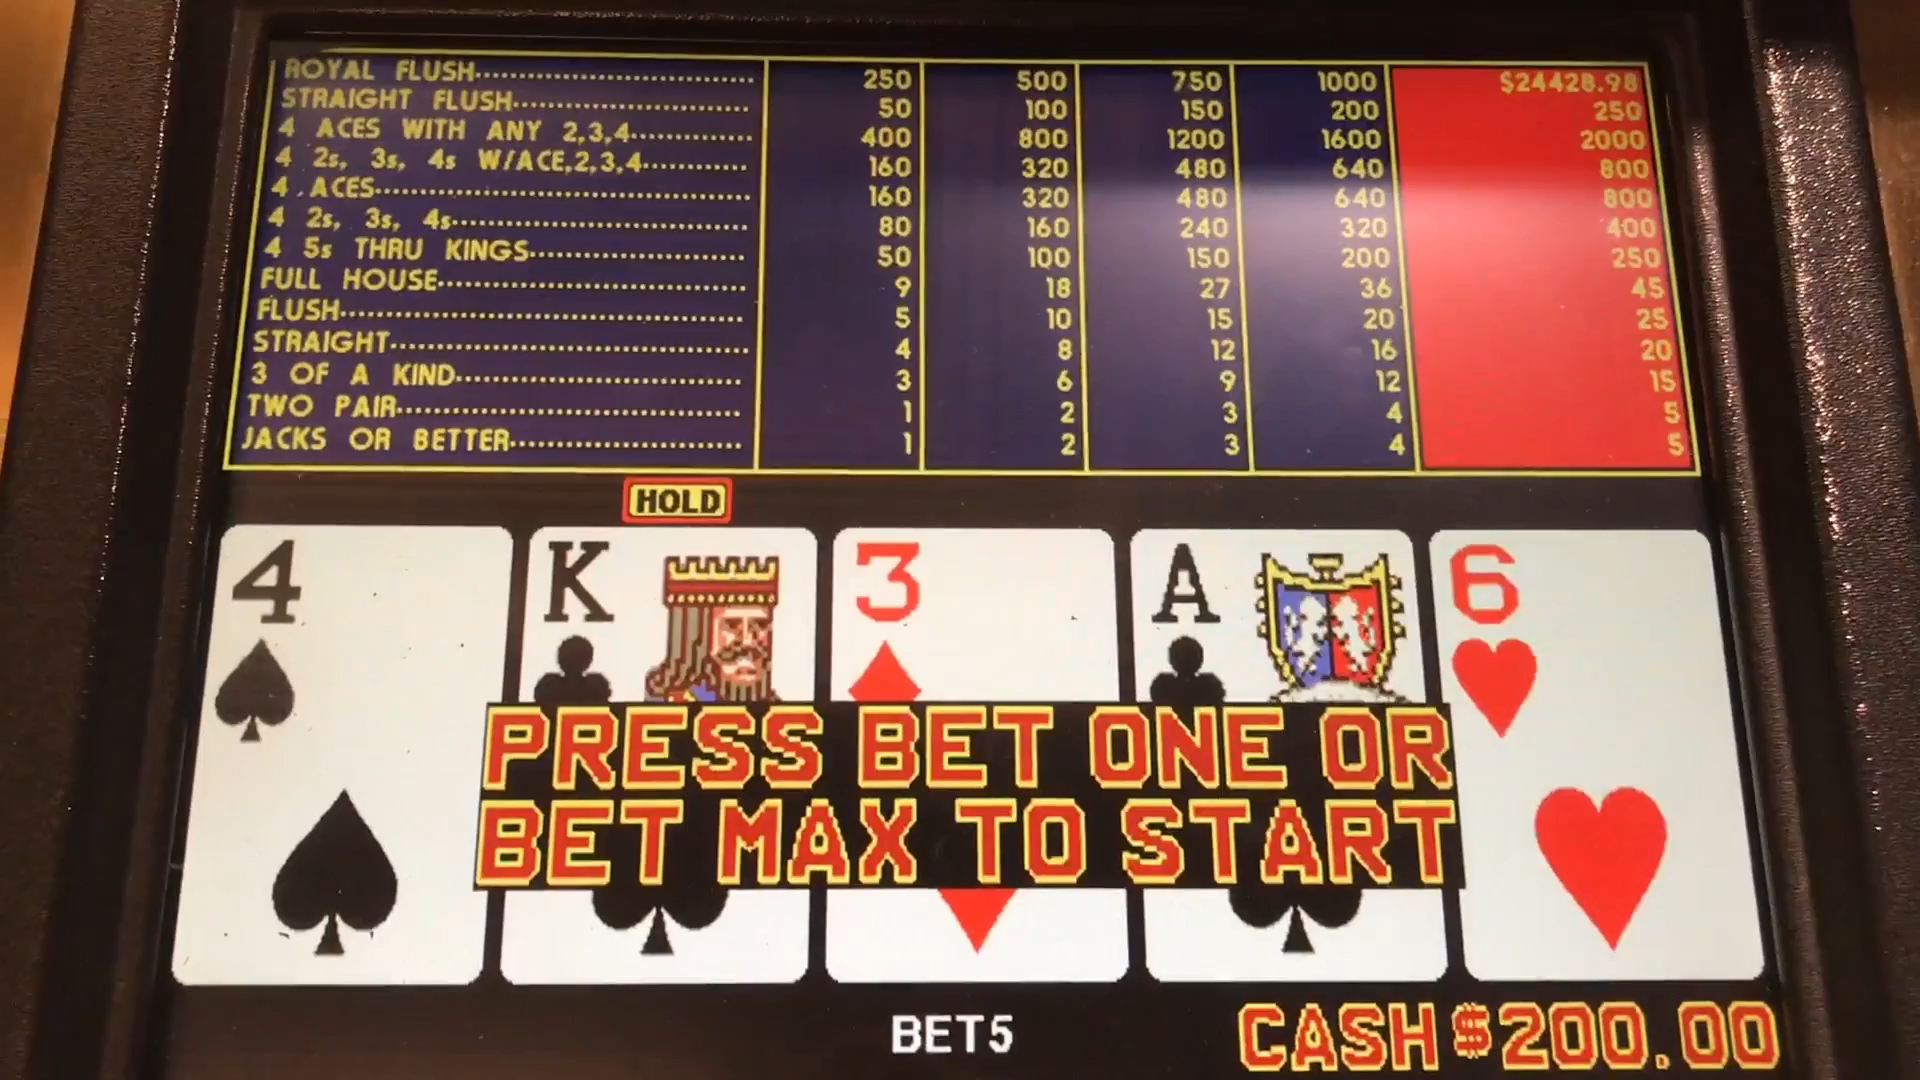 ROYAL FLUSH 250 500 750 1000 $24428.98
STRAIGHT FLUSH 50 100 150 200 250
4 ACES WITH ANY 2,3,4 400 800 1200 1600 2000
4 2s, 3s, 4s W/ACE,2,3,4 160 320 480 640 800
4 ACES 160 320 480 640 800
4 2s, 3s, 4s 80 160 240 320 400
4 5s THRU KINGS 50 100 150 200 250
FULL HOUSE 9 18 27 36 45
FLUSH 5 10 15 20 25
STRAIGHT 4 8 12 16 20
3 OF A KIND 3 6 9 12 15
TWO PAIR 1 2 3 4 5
JACKS OR BETTER 1 2 3 4 5
HOLD
4 K 3 A 6
PRESS BET ONE OR
BET MAX TO START
BET5 CASH $200.00